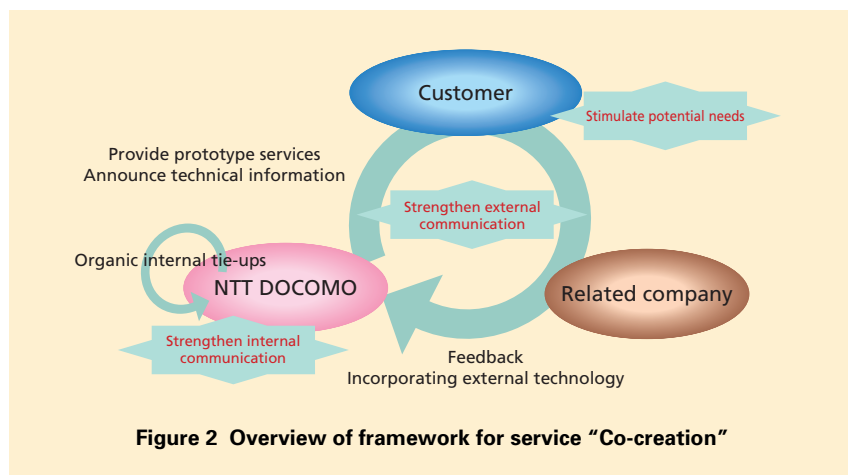 Customer
Stimulate potential needs
Provide prototype services
Announce technical information
Strengthen external
communication
Organic internal tie-ups
NTT DOCOMO
Related company
Strengthen internal
communication
Feedback
Incorporating external technology
Figure 2 Overview of framework for service “Co-creation”